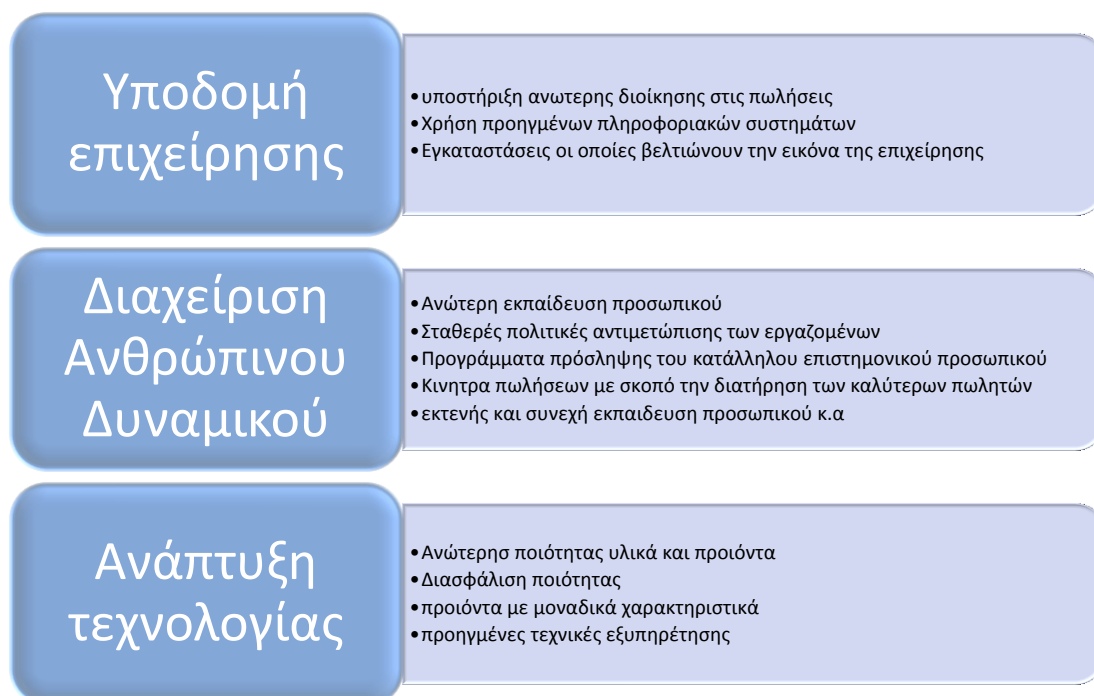 Υποδομή
επιχείρησης
•υποστήριξη ανωτερης διοίκησης στις πωλήσεις
•Χρήση προηγμένων πληροφοριακών συστημάτων
•Εγκαταστάσεις οι οποίες βελτιώνουν την εικόνα της επιχείρησης
Διαχείριση
Ανθρώπινου
Δυναμικού
•Ανώτερη εκπαίδευση προσωπικού
•Σταθερές πολιτικές αντιμετώπισης των εργαζομένων
•Προγράμματα πρόσληψης του κατάλληλου επιστημονικού προσωπικού
•Κινητρα πωλήσεων με σκοπό την διατήρηση των καλύτερων πωλητών
•εκτενής και συνεχή εκπαιδευση προσωπικού κ.α
Ανάπτυξη
τεχνολογίας
•Ανώτερησ ποιότητας υλικά και προιόντα
•Διασφάλιση ποιότητας
•προιόντα με μοναδικά χαρακτηριστικά
•προηγμένες τεχνικές εξυπηρέτησης